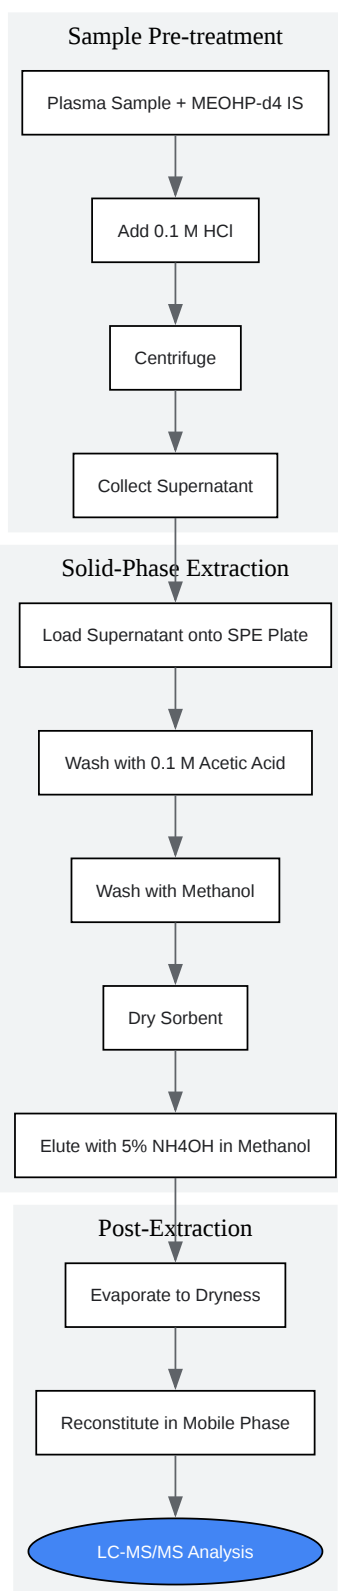 Sample Pre-treatment
Plasma Sample + MEOHP-d4 IS
Add 0.1 M HCl
Centrifuge
Collect Supernatant
Solid-Phase Extraction
Load Supernatant onto SPE Plate
Wash with 0.1 M Acetic Acid
Wash with Methanol
Dry Sorbent
Elute with 5% NH4OH in Methanol
Post-Extraction
Evaporate to Dryness
Reconstitute in Mobile Phase
LC-MS/MS Analysis